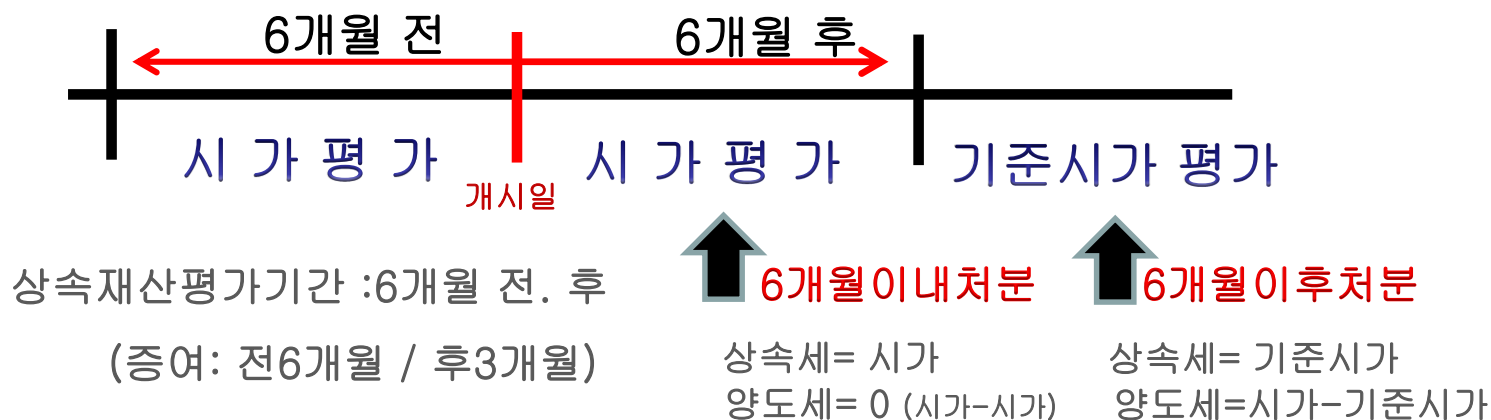 6개월 전
6개월 후
시 가 평 가
개시일
시 가 평 가
기준시가 평가
상속재산평가기간 :6개월 전. 후
(증여: 전6개월 / 후3개월)
6개월이내처분
상속세= 시가
양도세= 0 (시가-시가)
6개월이후처분
상속세= 기준시가
양도세=시가-기준시가